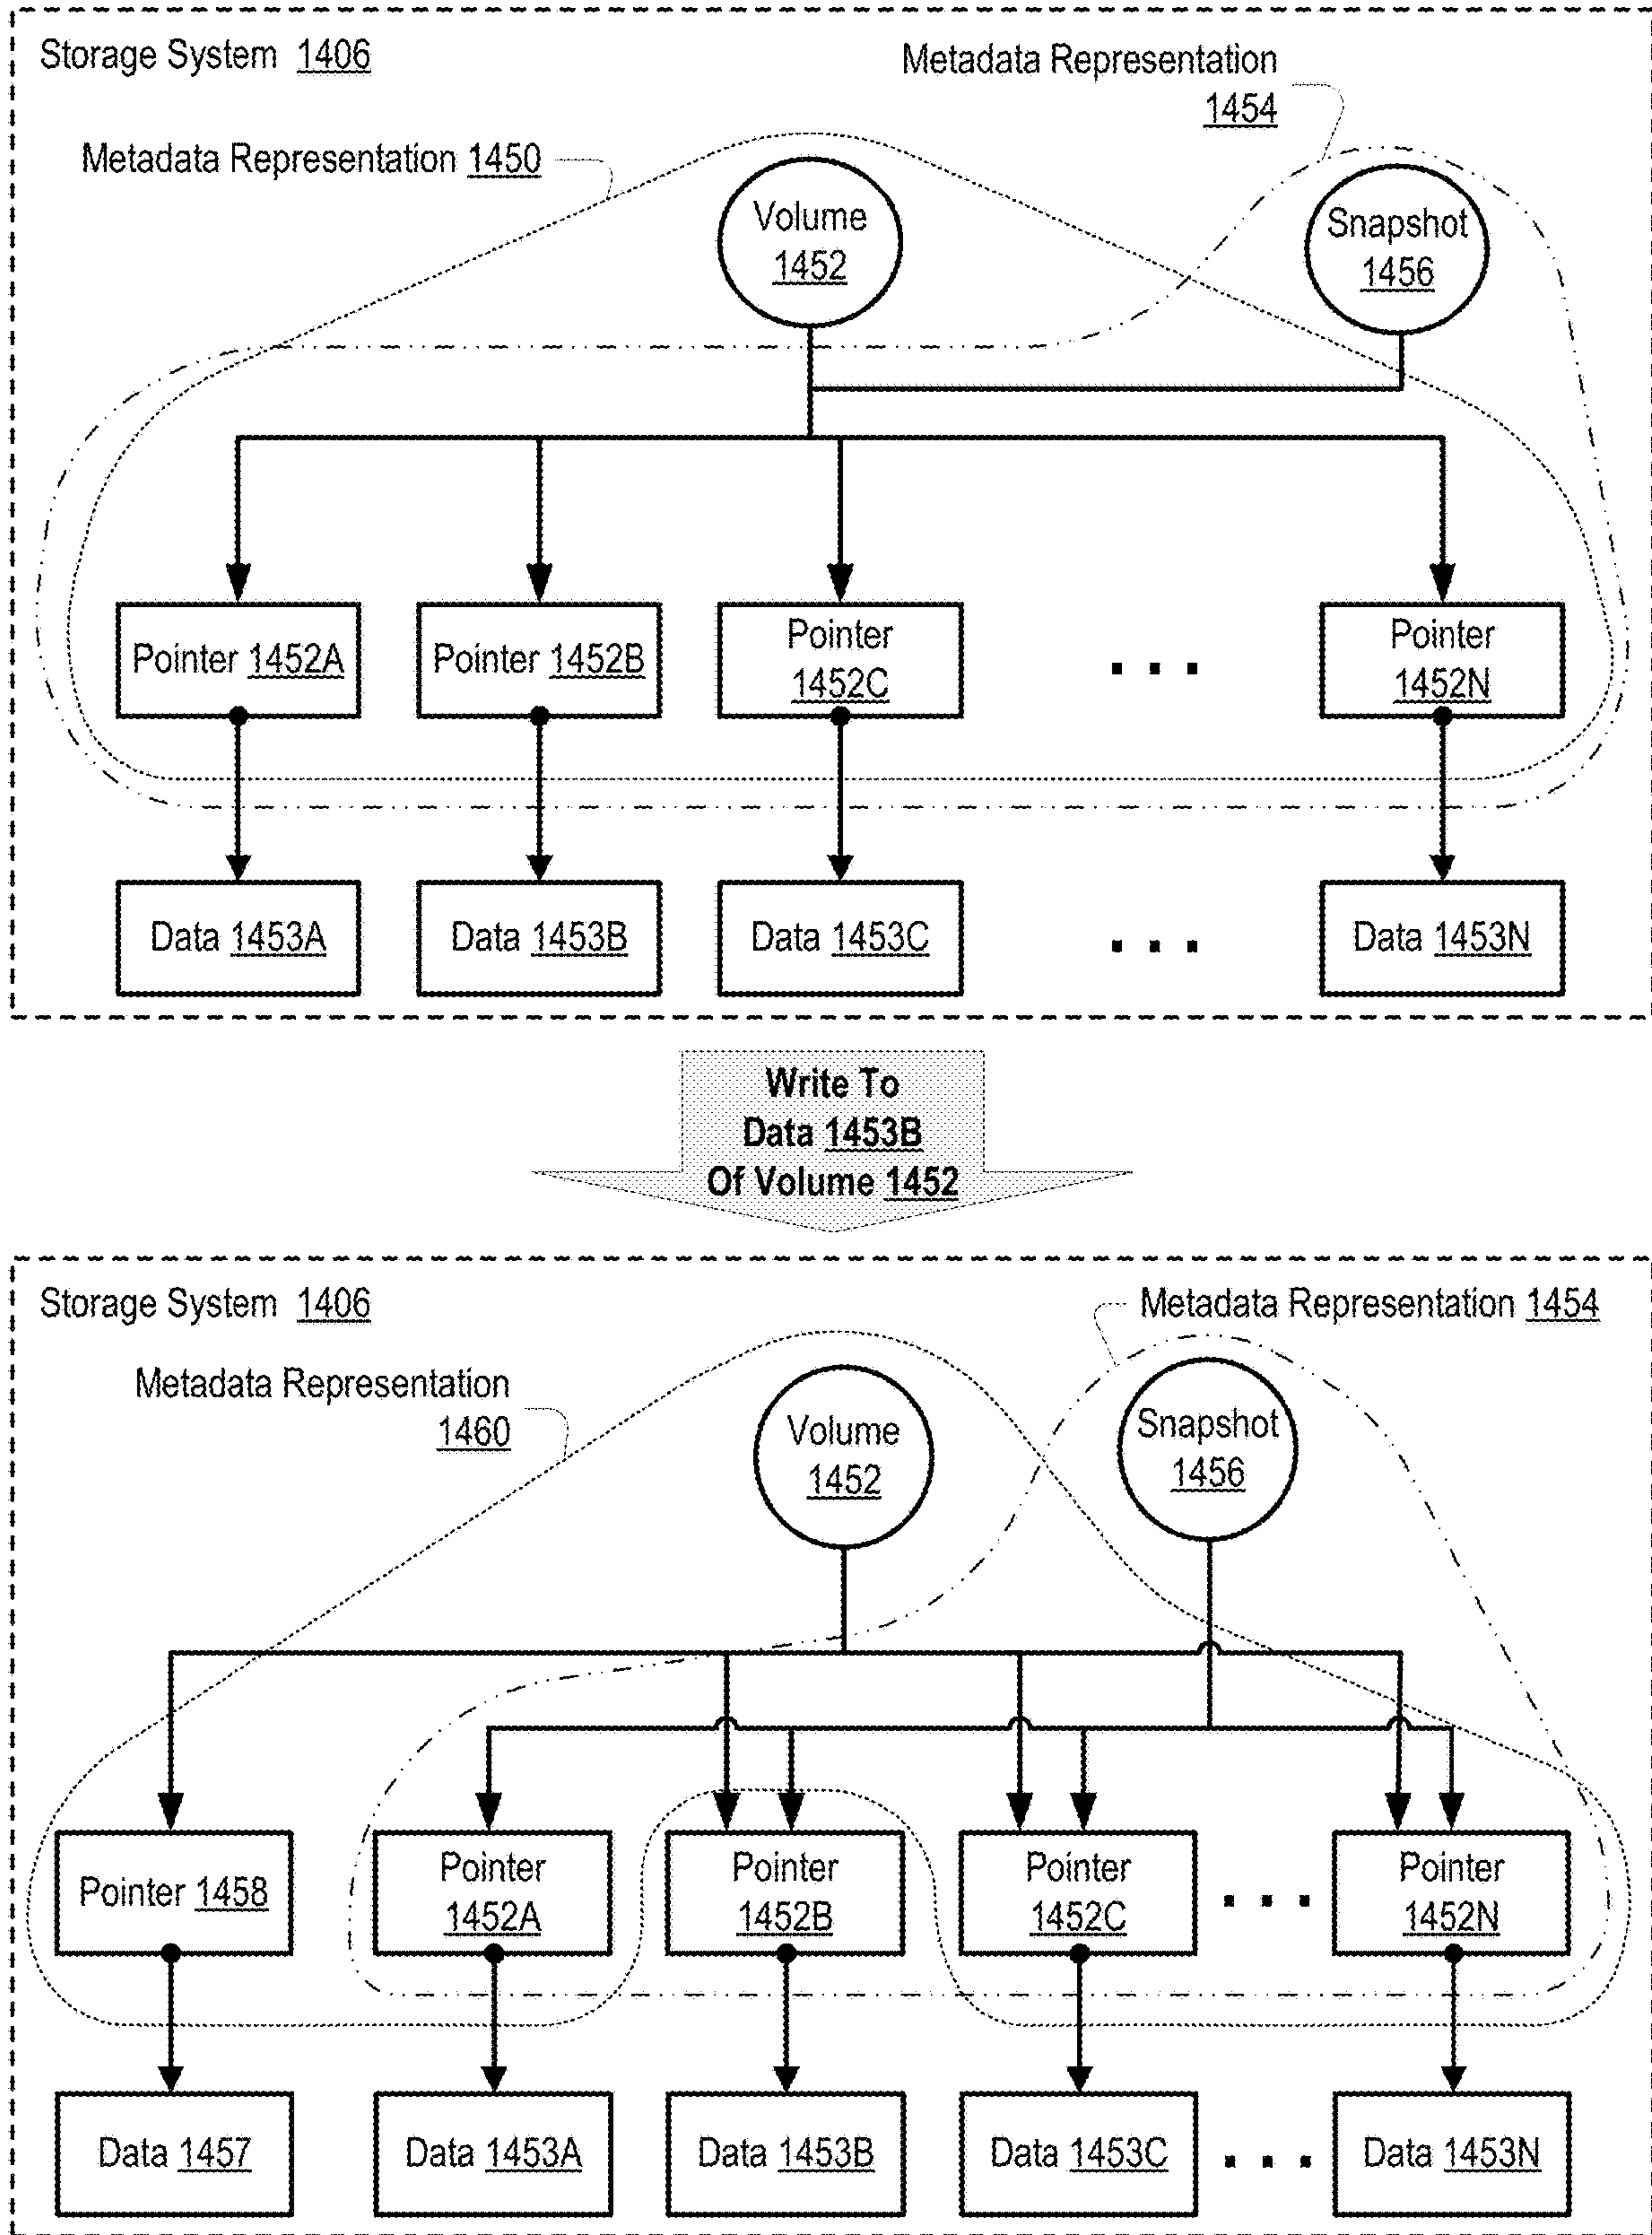 Storage System 1406
Metadata Representation
1454
Metadata Representation 1450
Volume
1452
Snapshot
1456
Pointer 1452A
Pointer 1452B
Pointer
1452C
. . .
Pointer
1452N
Data 1453A
Data 1453B
Data 1453C
. . .
Data 1453N
Write To
Data 1453B
Of Volume 1452
Storage System 1406
Metadata Representation 1454
Metadata Representation
1460
Volume
1452
Snapshot
1456
Pointer 1458
Pointer
1452A
Pointer
1452B
Pointer
1452C
. . .
Pointer
1452N
Data 1457
Data 1453A
Data 1453B
Data 1453C
. . .
Data 1453N